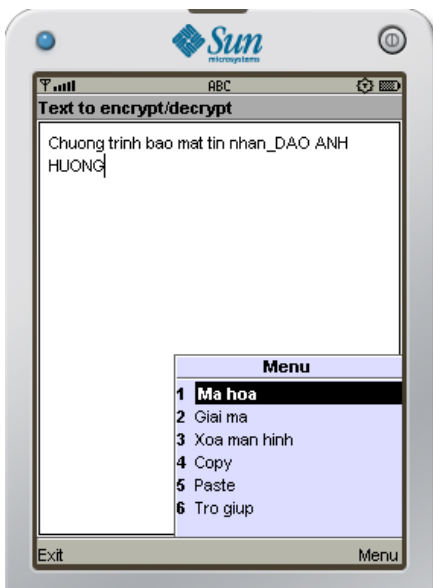 Sun
microsystems
ABC
Text to encrypt/decrypt
Chuong trinh bao mat tin nhan_DAO ANH
HUONG
Menu
1 Ma hoa
2 Giai ma
3 Xoa man hinh
4 Copy
5 Paste
6 Tro giup
Exit Menu